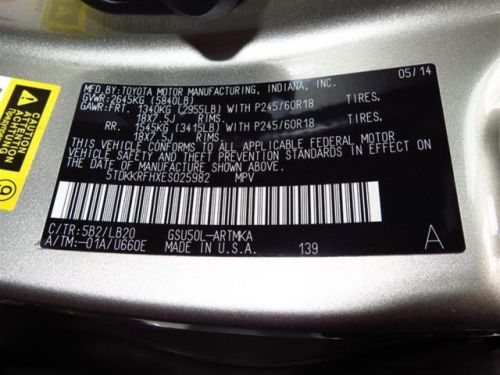 MFD.BY:TOYOTA MOTOR MANUFACTURING, INDIANA, INC. 05/14
GVWR:2645KG (5840LB)
GAWR:FRT. 1340KG (2955LB) WITH P245/60R18 TIRES,
18X7.5J RIMS.
RR. 1545KG (3415LB) WITH P245/60R18 TIRES,
18X7.5J RIMS.
THIS VEHICLE CONFORMS TO ALL APPLICABLE FEDERAL MOTOR
VEHICLE SAFETY AND THEFT PREVENTION STANDARDS IN EFFECT ON
THE DATE OF MANUFACTURE SHOWN ABOVE.
5TDKKRFHXES025982 MPV
C/TR:5B2/LB20 GSU50L-ARTMKA
A/TM:-01A/U660E MADE IN U.S.A. 139 A
CAUTION
ATTENTION